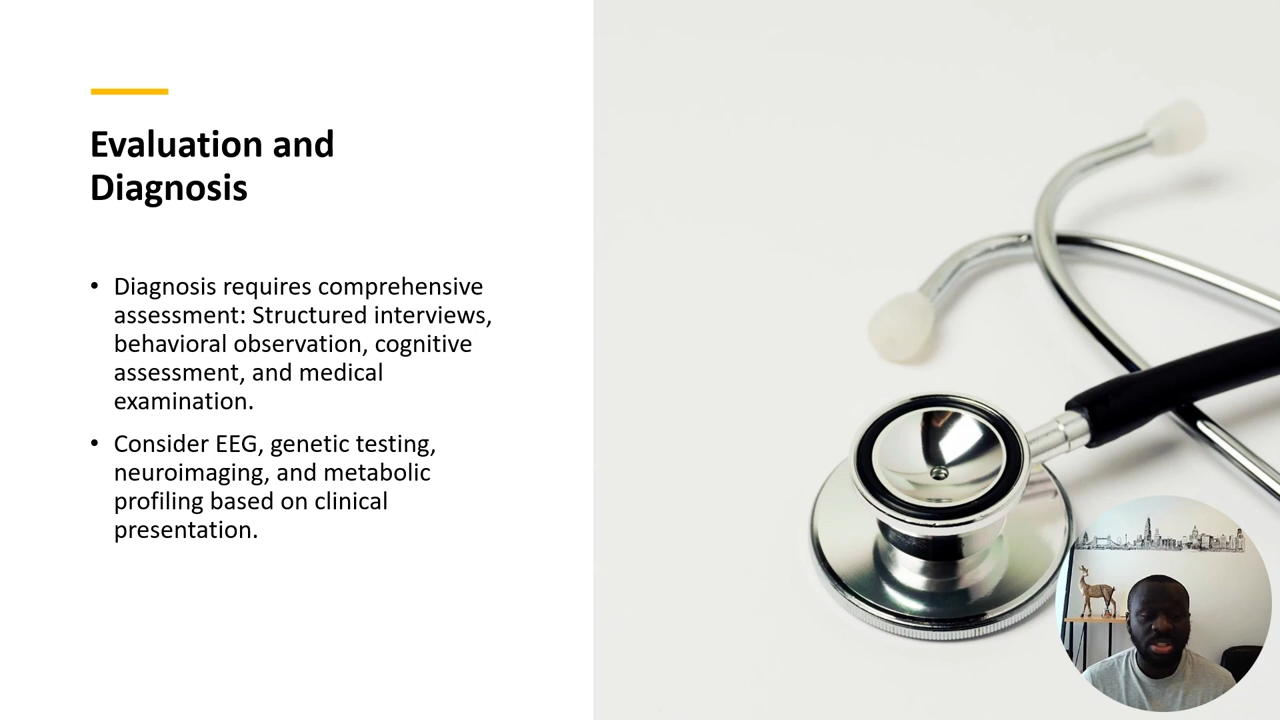 Evaluation and
Diagnosis
• Diagnosis requires comprehensive
assessment: Structured interviews,
behavioral observation, cognitive
assessment, and medical
examination.
• Consider EEG, genetic testing,
neuroimaging, and metabolic
profiling based on clinical
presentation.